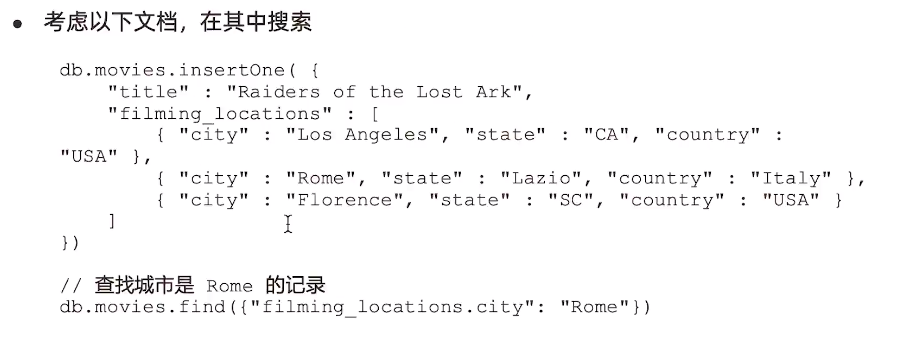 • 考虑以下文档，在其中搜索
db.movies.insertOne( {
"title" : "Raiders of the Lost Ark",
"filming_locations" : [
{ "city" : "Los Angeles", "state" : "CA", "country" :
"USA" },
{ "city" : "Rome", "state" : "Lazio", "country" : "Italy" },
{ "city" : "Florence", "state" : "SC", "country" : "USA" }
]
})
// 查找城市是 Rome 的记录
db.movies.find({"filming_locations.city": "Rome"})